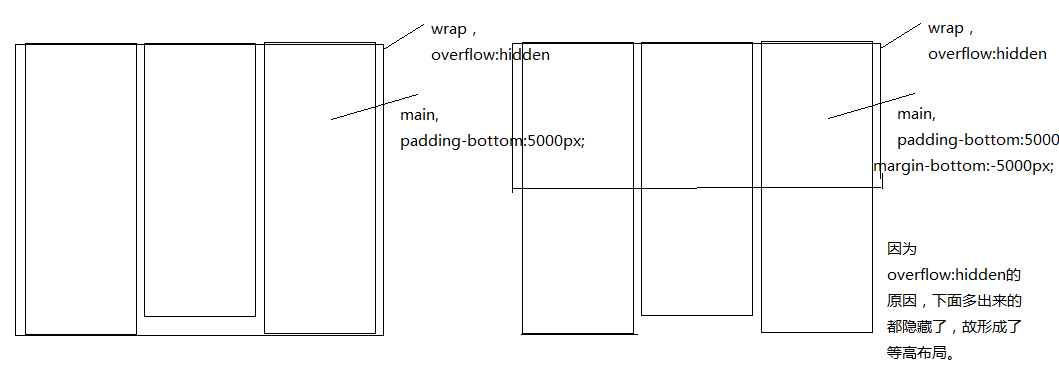 wrap，
overflow:hidden
main,
padding-bottom:5000px;
wrap，
overflow:hidden
main,
padding-bottom:5000
margin-bottom:-5000px;
因为
overflow:hidden的
原因，下面多出来的
都隐藏了，故形成了
等高布局。